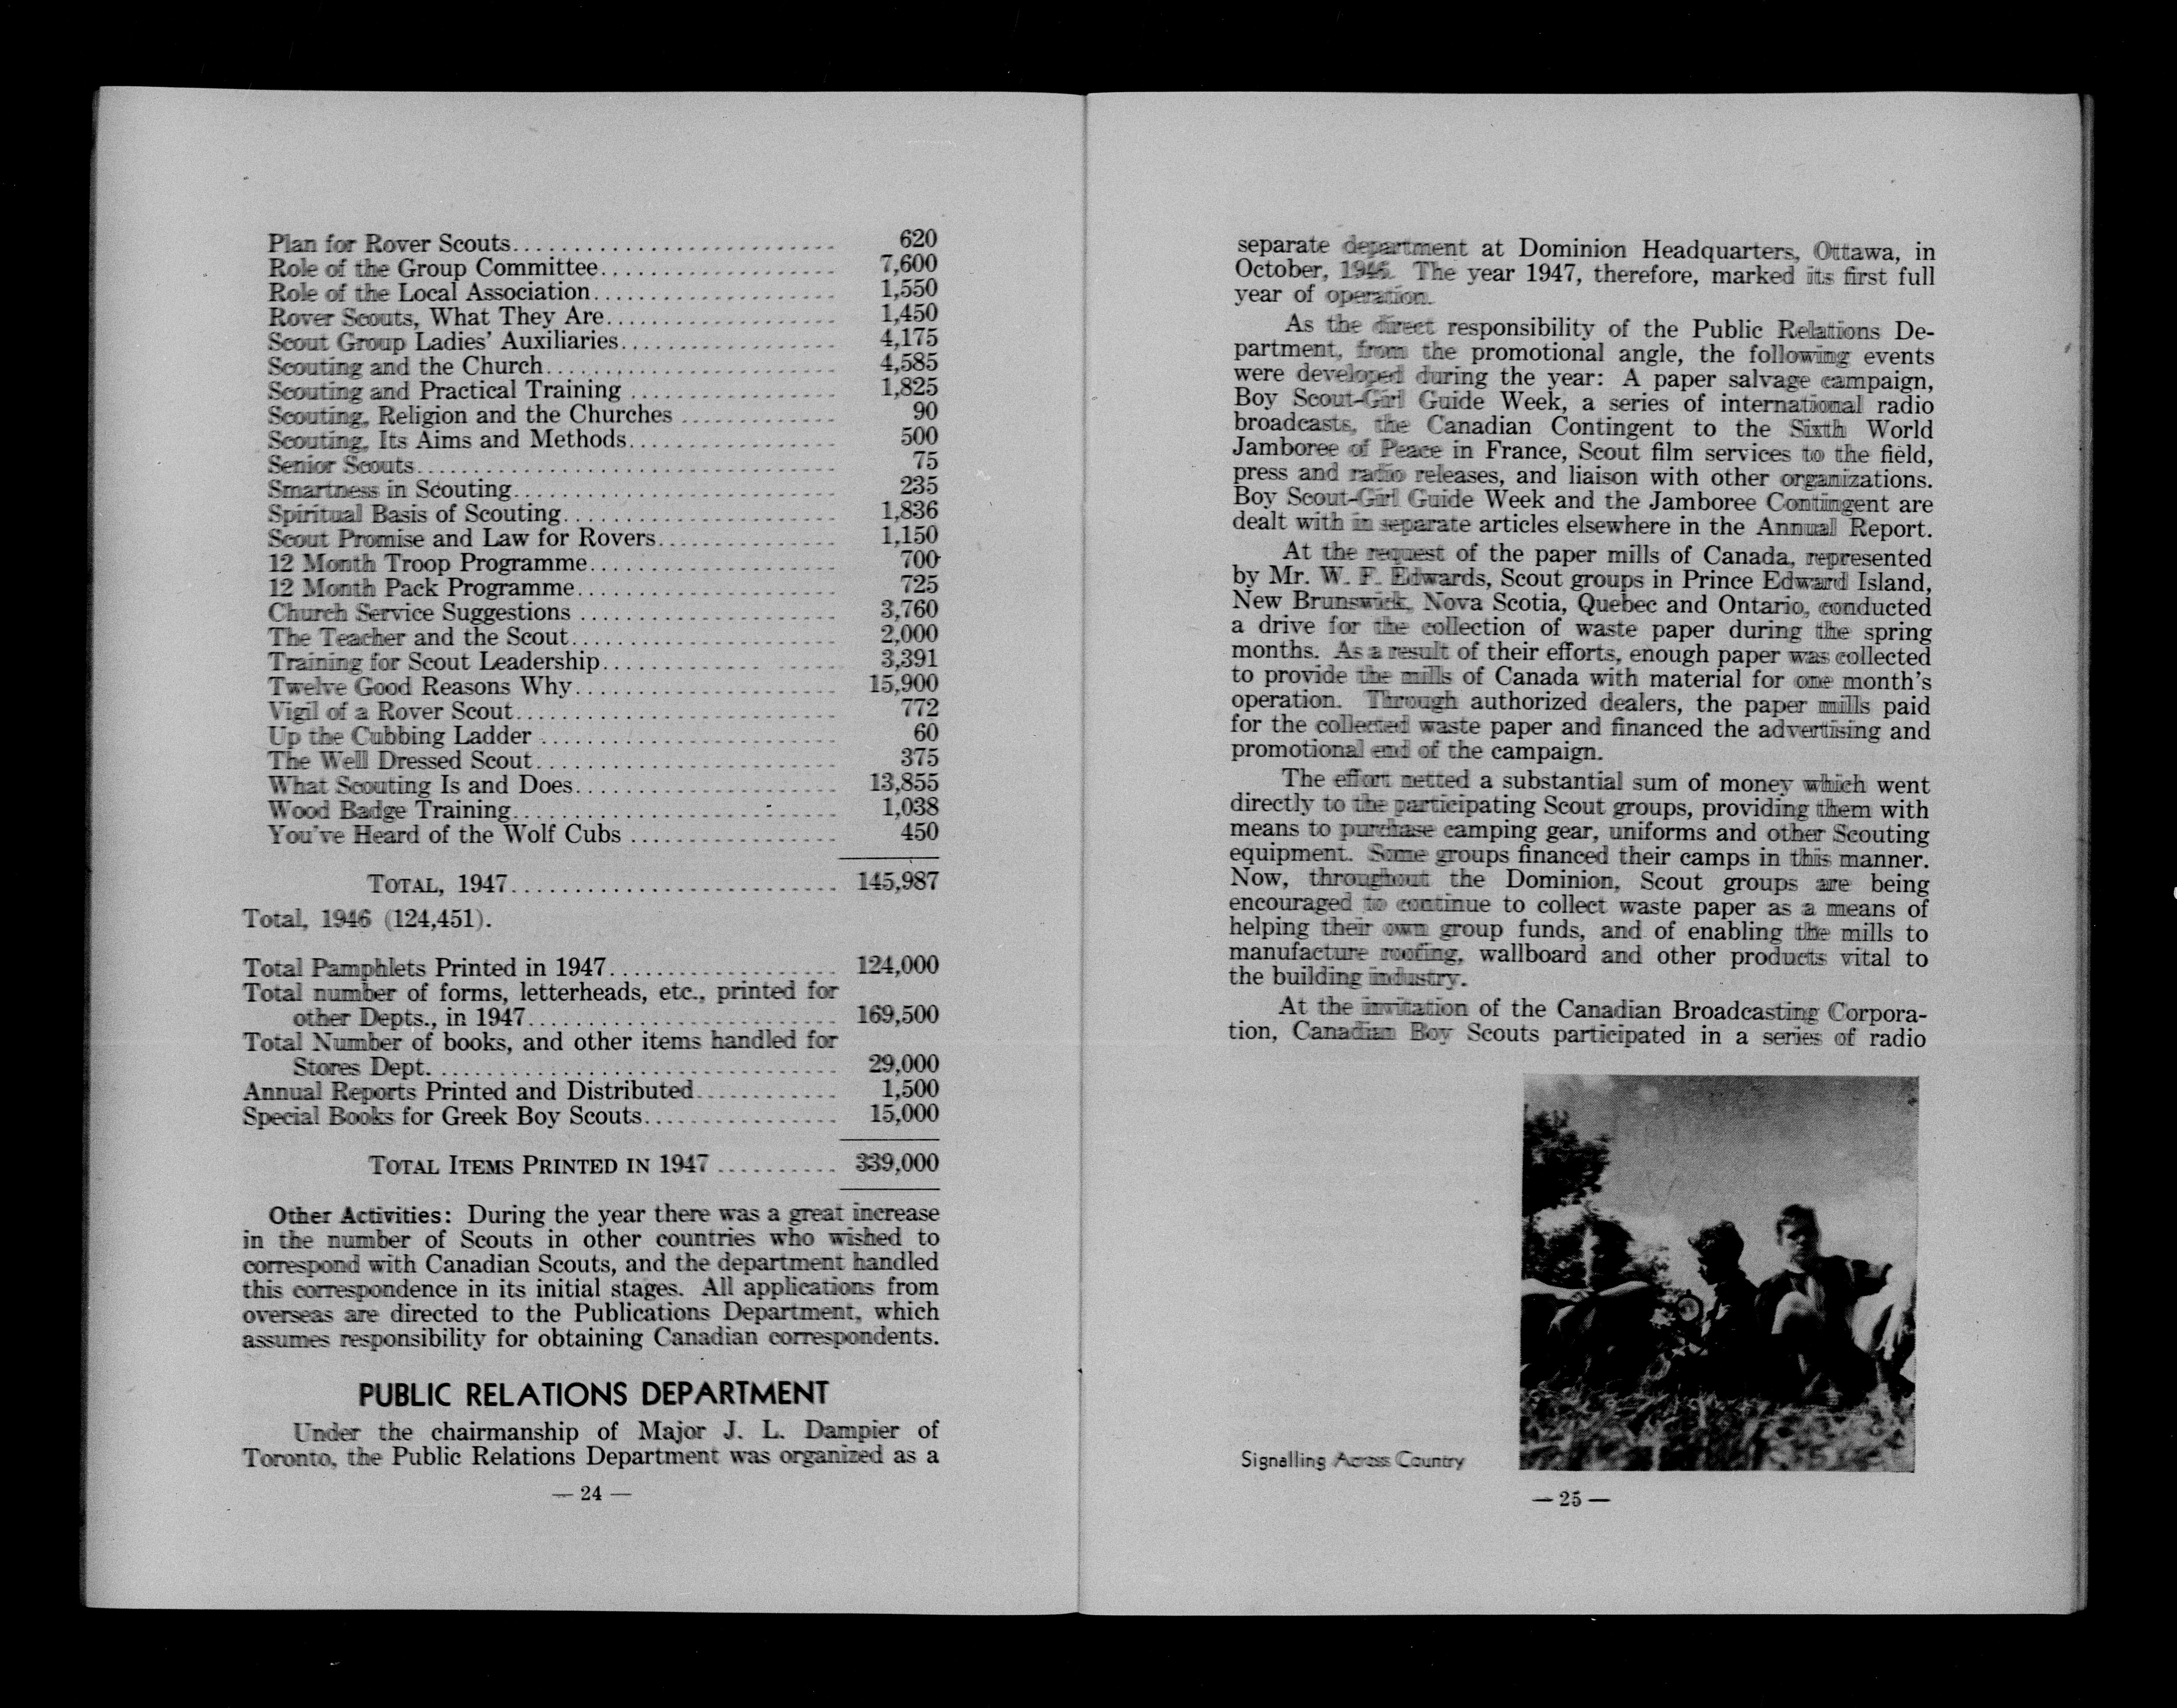 Plan for Rover Scouts........................... 620
Role of the Group Committee.................... 7,600
Role of the Local Association.................... 1,550
Rover Scouts, What They Are................... 1,450
Scout Group Ladies' Auxiliaries.................. 4,175
Scouting and the Church........................ 4,585
Scouting and Practical Training ................. 1,825
Scouting, Religion and the Churches ............. 90
Scouting, Its Aims and Methods................. 500
Senior Scouts................................... 75
Smartness in Scouting........................... 235
Spiritual Basis of Scouting....................... 1,836
Scout Promise and Law for Rovers............... 1,150
12 Month Troop Programme..................... 700
12 Month Pack Programme...................... 725
Church Service Suggestions ..................... 3,760
The Teacher and the Scout...................... 2,000
Training for Scout Leadership................... 3,391
Twelve Good Reasons Why...................... 15,900
Vigil of a Rover Scout........................... 772
Up the Cubbing Ladder ......................... 60
The Well Dressed Scout......................... 375
What Scouting Is and Does...................... 13,855
Wood Badge Training........................... 1,038
You've Heard of the Wolf Cubs ................. 450
TOTAL, 1947........................... 145,987
Total, 1946 (124,451).
Total Pamphlets Printed in 1947................... 124,000
Total number of forms, letterheads, etc., printed for
other Depts., in 1947......................... 169,500
Total Number of books, and other items handled for
Stores Dept.................................. 29,000
Annual Reports Printed and Distributed............ 1,500
Special Books for Greek Boy Scouts................ 15,000
TOTAL ITEMS PRINTED IN 1947 .......... 339,000
Other Activities: During the year there was a great increase
in the number of Scouts in other countries who wished to
correspond with Canadian Scouts, and the department handled
this correspondence in its initial stages. All applications from
overseas are directed to the Publications Department, which
assumes responsibility for obtaining Canadian correspondents.
PUBLIC RELATIONS DEPARTMENT
Under the chairmanship of Major J. L. Dampier of
Toronto, the Public Relations Department was organized as a
— 24 —
separate department at Dominion Headquarters, Ottawa, in
October, 1946. The year 1947, therefore, marked its first full
year of operation.
As the direct responsibility of the Public Relations De-
partment, from the promotional angle, the following events
were developed during the year: A paper salvage campaign,
Boy Scout-Girl Guide Week, a series of international radio
broadcasts, the Canadian Contingent to the Sixth World
Jamboree of Peace in France, Scout film services to the field,
press and radio releases, and liaison with other organizations.
Boy Scout-Girl Guide Week and the Jamboree Contingent are
dealt with in separate articles elsewhere in the Annual Report.
At the request of the paper mills of Canada, represented
by Mr. W. F. Edwards, Scout groups in Prince Edward Island,
New Brunswick, Nova Scotia, Quebec and Ontario, conducted
a drive for the collection of waste paper during the spring
months. As a result of their efforts, enough paper was collected
to provide the mills of Canada with material for one month's
operation. Through authorized dealers, the paper mills paid
for the collected waste paper and financed the advertising and
promotional end of the campaign.
The effort netted a substantial sum of money which went
directly to the participating Scout groups, providing them with
means to purchase camping gear, uniforms and other Scouting
equipment. Some groups financed their camps in this manner.
Now, throughout the Dominion, Scout groups are being
encouraged to continue to collect waste paper as a means of
helping their own group funds, and of enabling the mills to
manufacture roofing, wallboard and other products vital to
the building industry.
At the invitation of the Canadian Broadcasting Corpora-
tion, Canadian Boy Scouts participated in a series of radio
Signalling Across Country
— 25 —